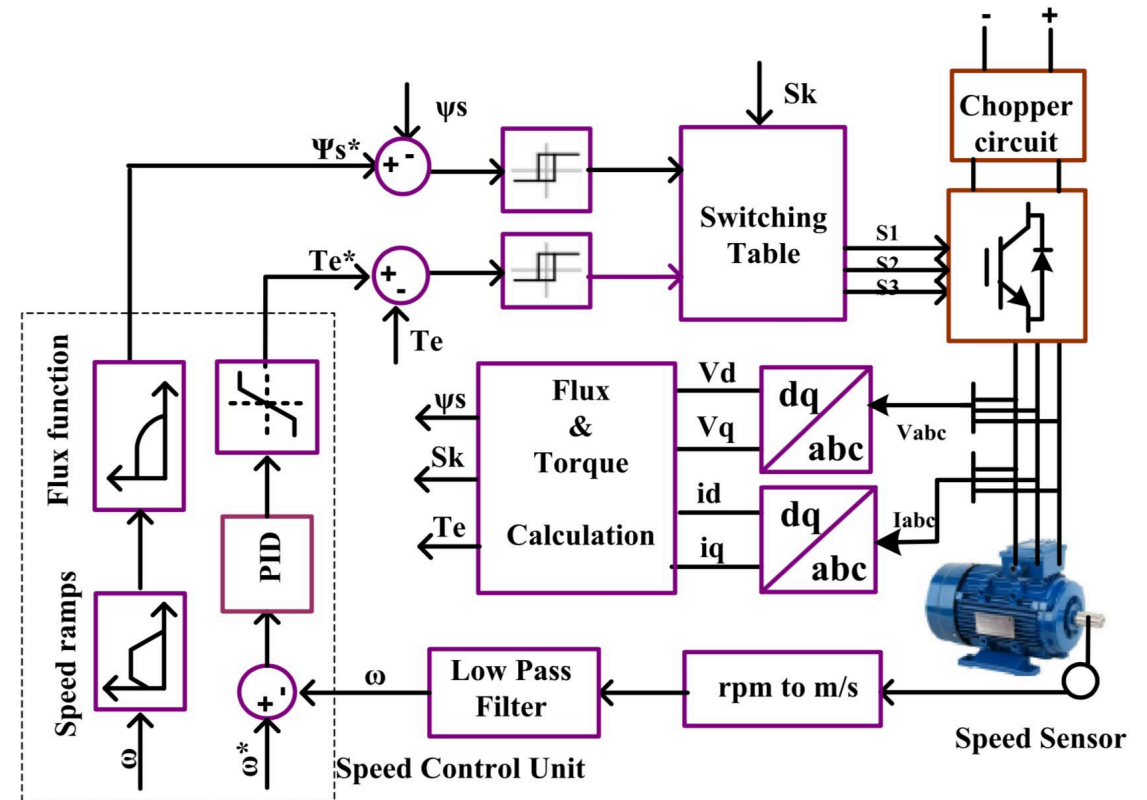 - +
Chopper
circuit
Sk
ψs
Ψs*
+ -
Switching
Table
S1
S2
S3
Te*
+
-
Te
Flux function
Flux
&
Torque
Calculation
ψs
Sk
Te
Vd
Vq
id
iq
dq
abc
dq
abc
Vabc
Iabc
PID
Speed ramps
+ -
ω
Low Pass
Filter
rpm to m/s
Speed Sensor
ω
ω*
Speed Control Unit